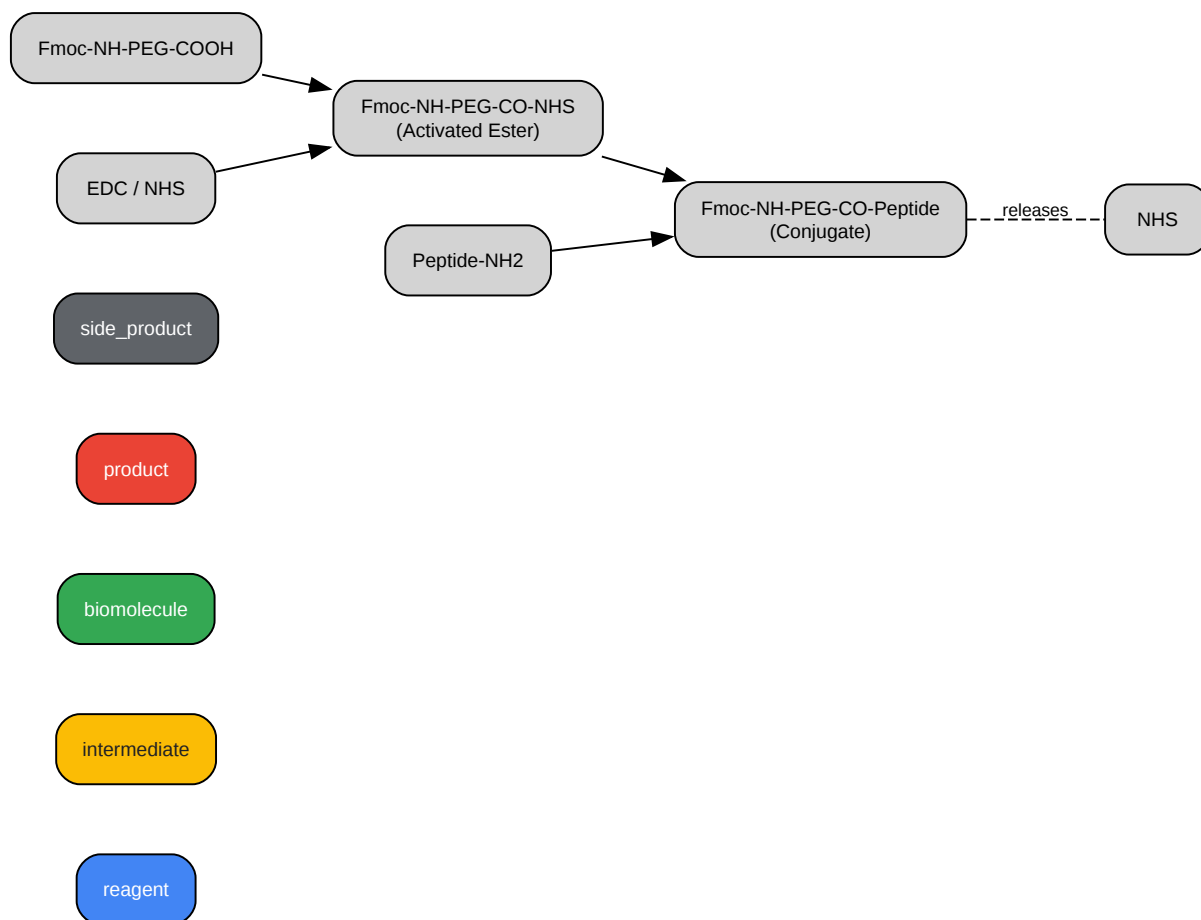 Fmoc-NH-PEG-COOH
Fmoc-NH-PEG-CO-NHS
(Activated Ester)
EDC / NHS
Fmoc-NH-PEG-CO-Peptide
(Conjugate)
releases
NHS
Peptide-NH2
side_product
product
biomolecule
intermediate
reagent